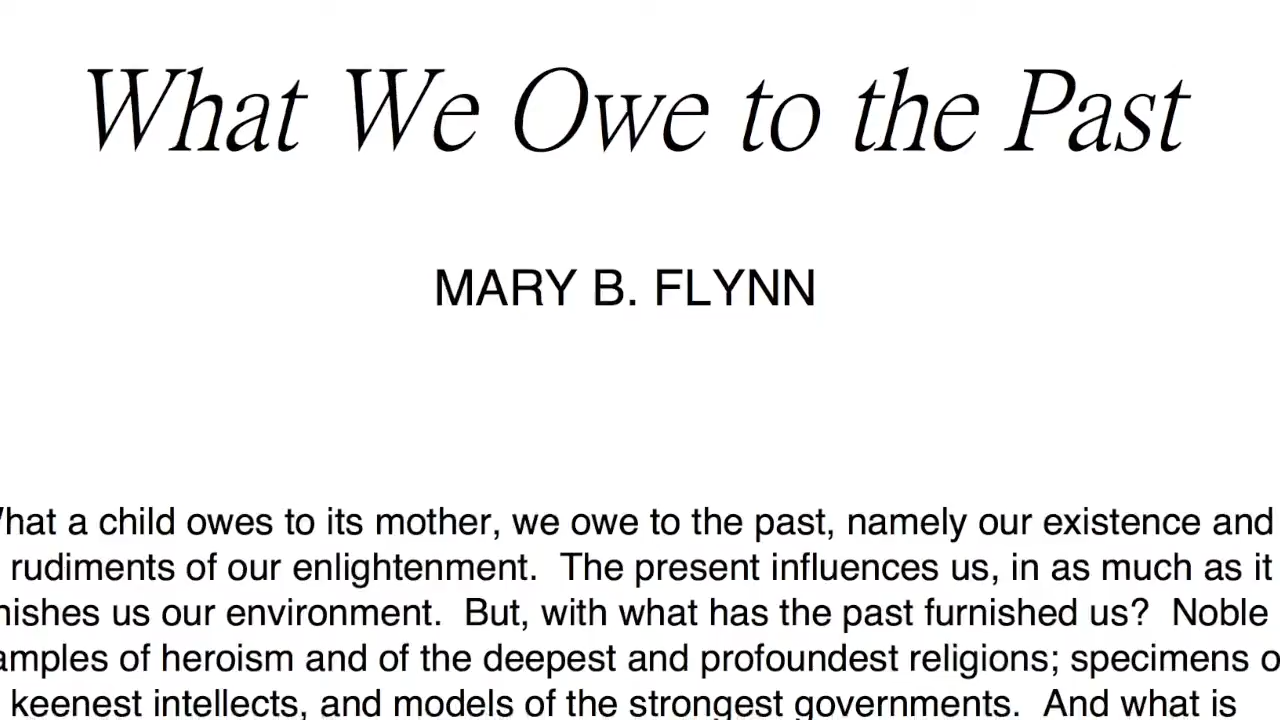 What We Owe to the Past
MARY B. FLYNN
What a child owes to its mother, we owe to the past, namely our existence and
rudiments of our enlightenment. The present influences us, in as much as it
nishes us our environment. But, with what has the past furnished us? Noble
amples of heroism and of the deepest and profoundest religions; specimens o
keenest intellects, and models of the strongest governments. And what is